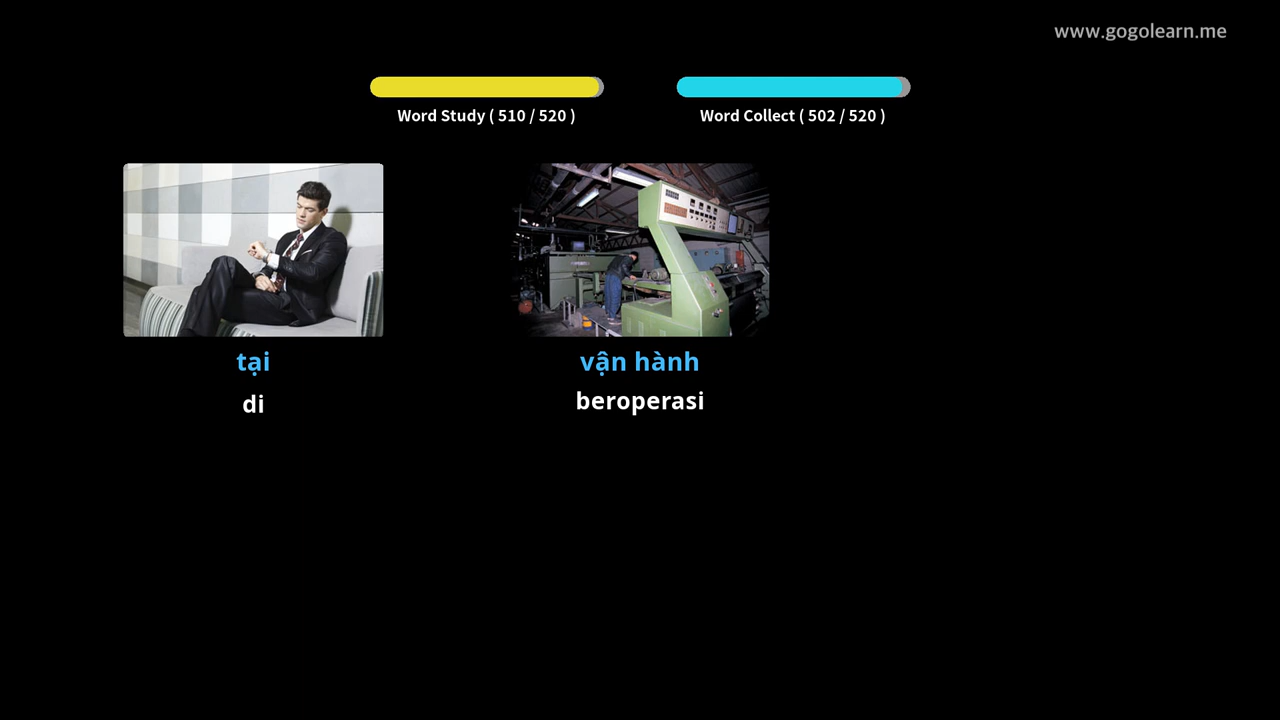 www.gogolearn.me
Word Study ( 510 / 520 )
Word Collect ( 502 / 520 )
tại
di
vận hành
beroperasi